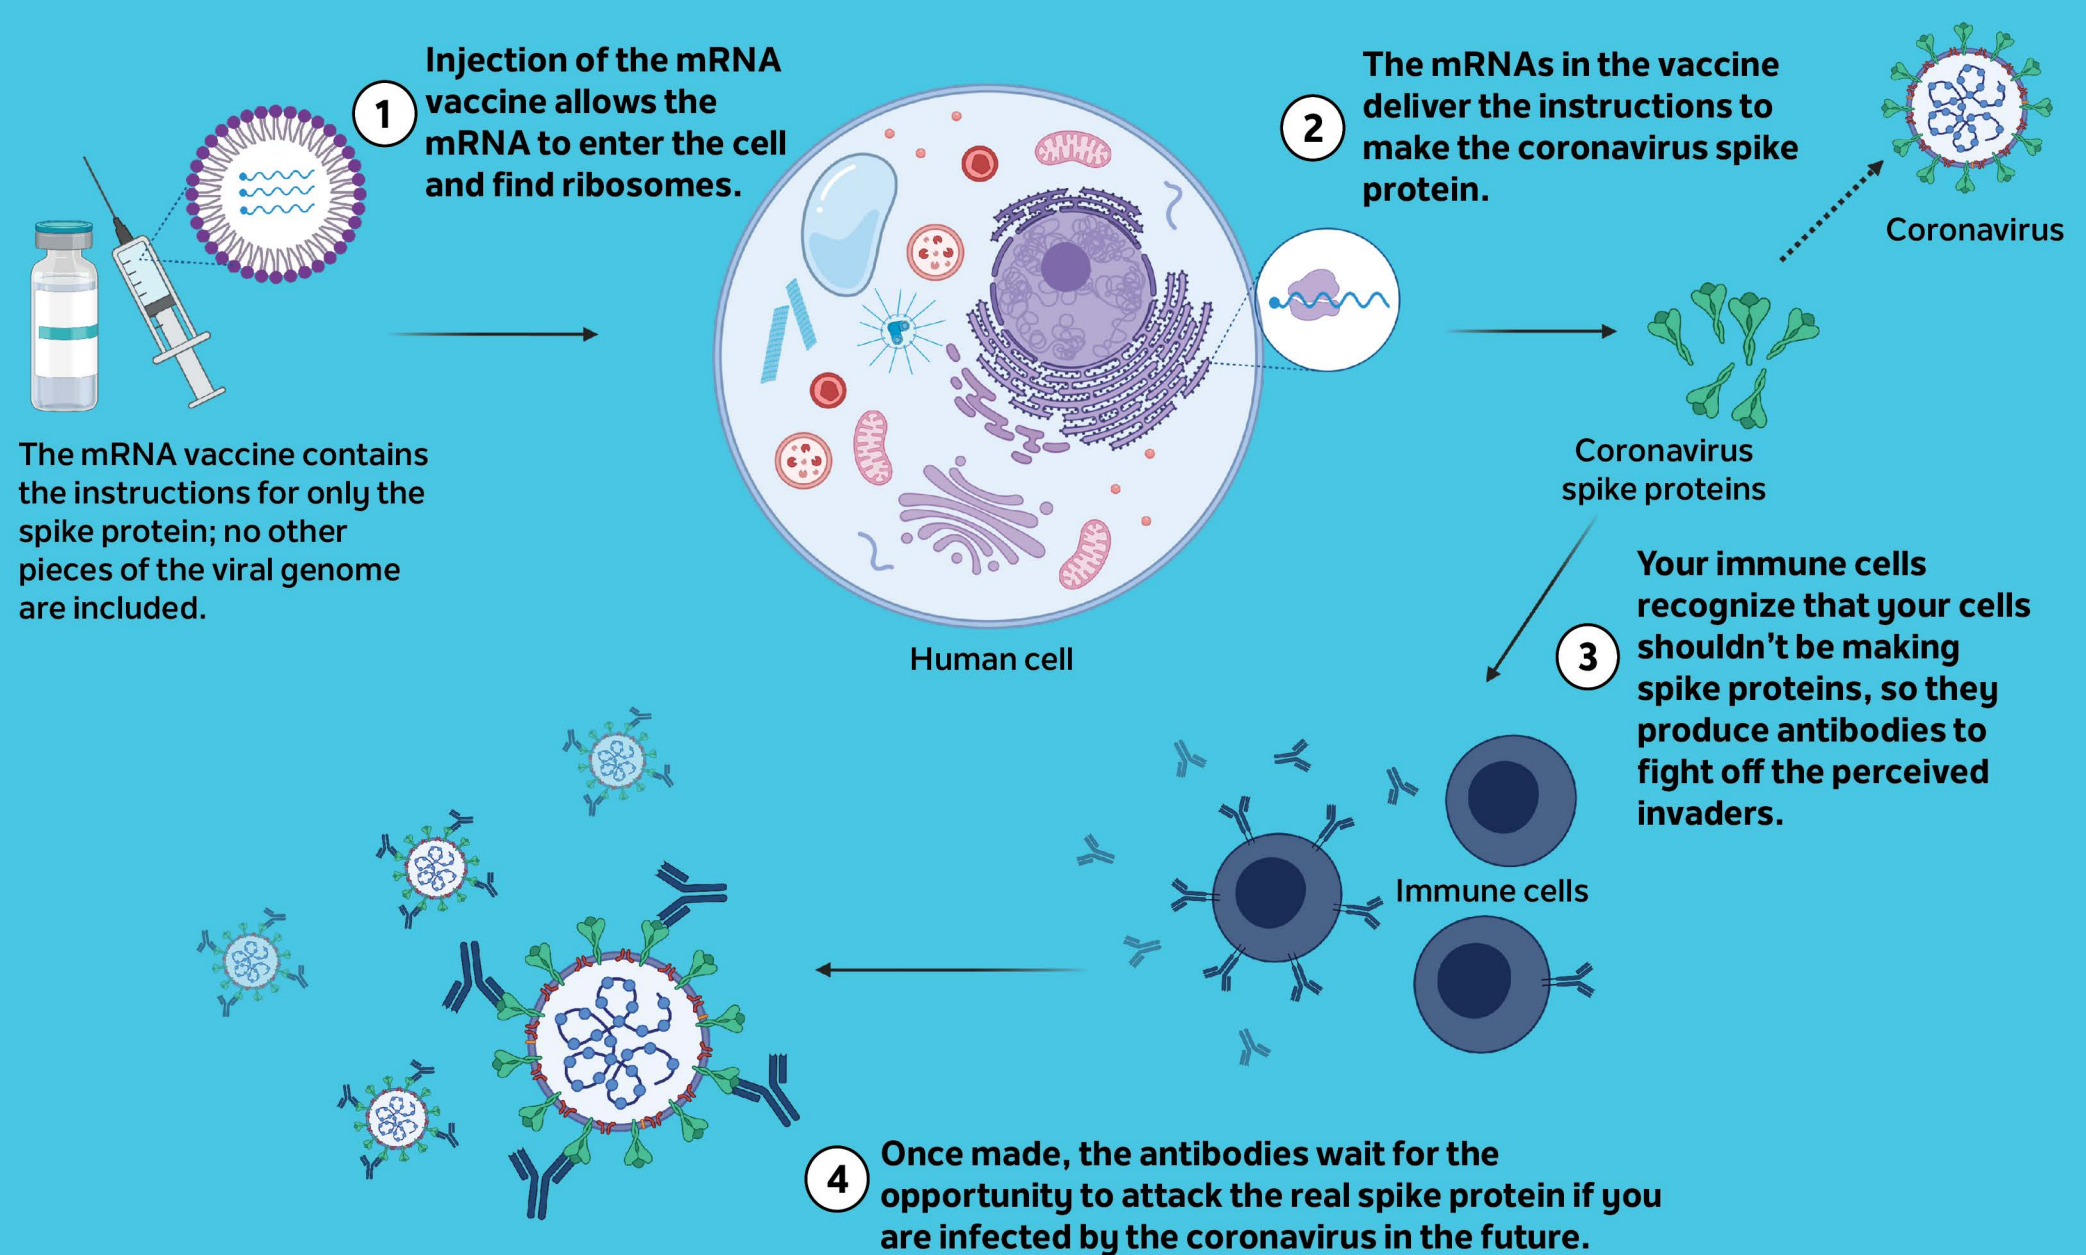 1
Injection of the mRNA
vaccine allows the
mRNA to enter the cell
and find ribosomes.
The mRNA vaccine contains
the instructions for only the
spike protein; no other
pieces of the viral genome
are included.
Human cell
2
The mRNAs in the vaccine
deliver the instructions to
make the coronavirus spike
protein.
Coronavirus
Coronavirus
spike proteins
3
Your immune cells
recognize that your cells
shouldn't be making
spike proteins, so they
produce antibodies to
fight off the perceived
invaders.
Immune cells
4
Once made, the antibodies wait for the
opportunity to attack the real spike protein if you
are infected by the coronavirus in the future.